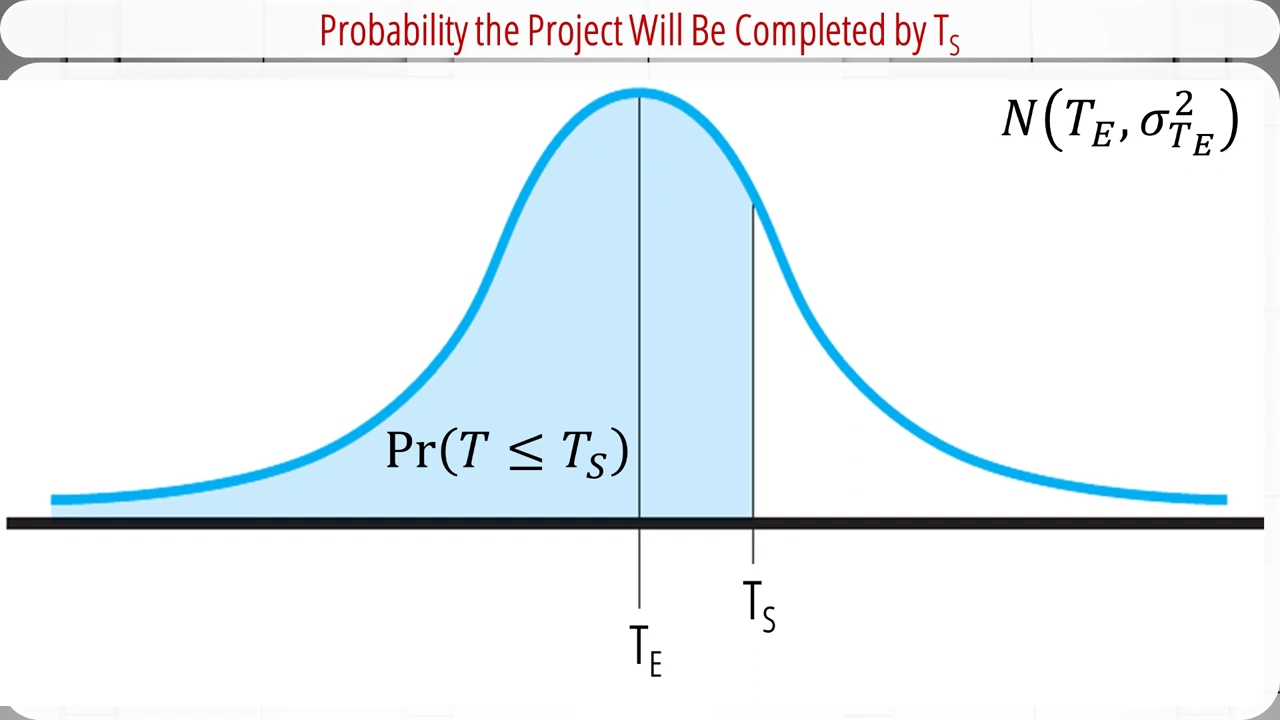 Probability the Project Will Be Completed by T_S
N(T_E, σ²_{T_E})
Pr(T ≤ T_S)
T_S
T_E